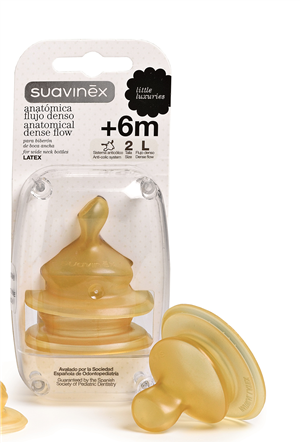 suavinex
little
luxuries
anatómica
flujo denso
anatomical
dense flow
para biberón
de boca ancha
for wide neck bottles
LATEX
+6m
2 L
Sistema anticólico
Anti-colic system
Talla
Size
Flujo denso
Dense flow
Avalado por la Sociedad
Española de Odontopediatría
Guaranteed by the Spanish
Society of Pediatric Dentistry